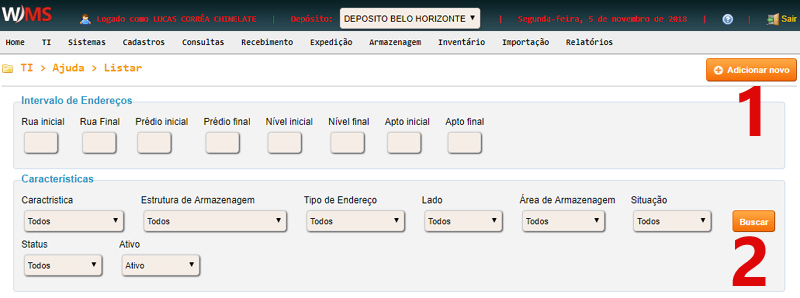 WMS Logado como LUCAS CORRÊA CHINELATE | Depósito: DEPOSITO BELO HORIZONTE | Segunda-feira, 5 de novembro de 2018 | | Sair
Home TI Sistemas Cadastros Consultas Recebimento Expedição Armazenagem Inventário Importação Relatórios
TI > Ajuda > Listar Adicionar novo
1
Intervalo de Endereços
Rua inicial Rua Final Prédio inicial Prédio final Nível inicial Nível final Apto inicial Apto final
Características
Caractristica Estrutura de Armazenagem Tipo de Endereço Lado Área de Armazenagem Situação
Todos Todos Todos Todos Todos Todos Buscar
2
Status Ativo
Todos Ativo